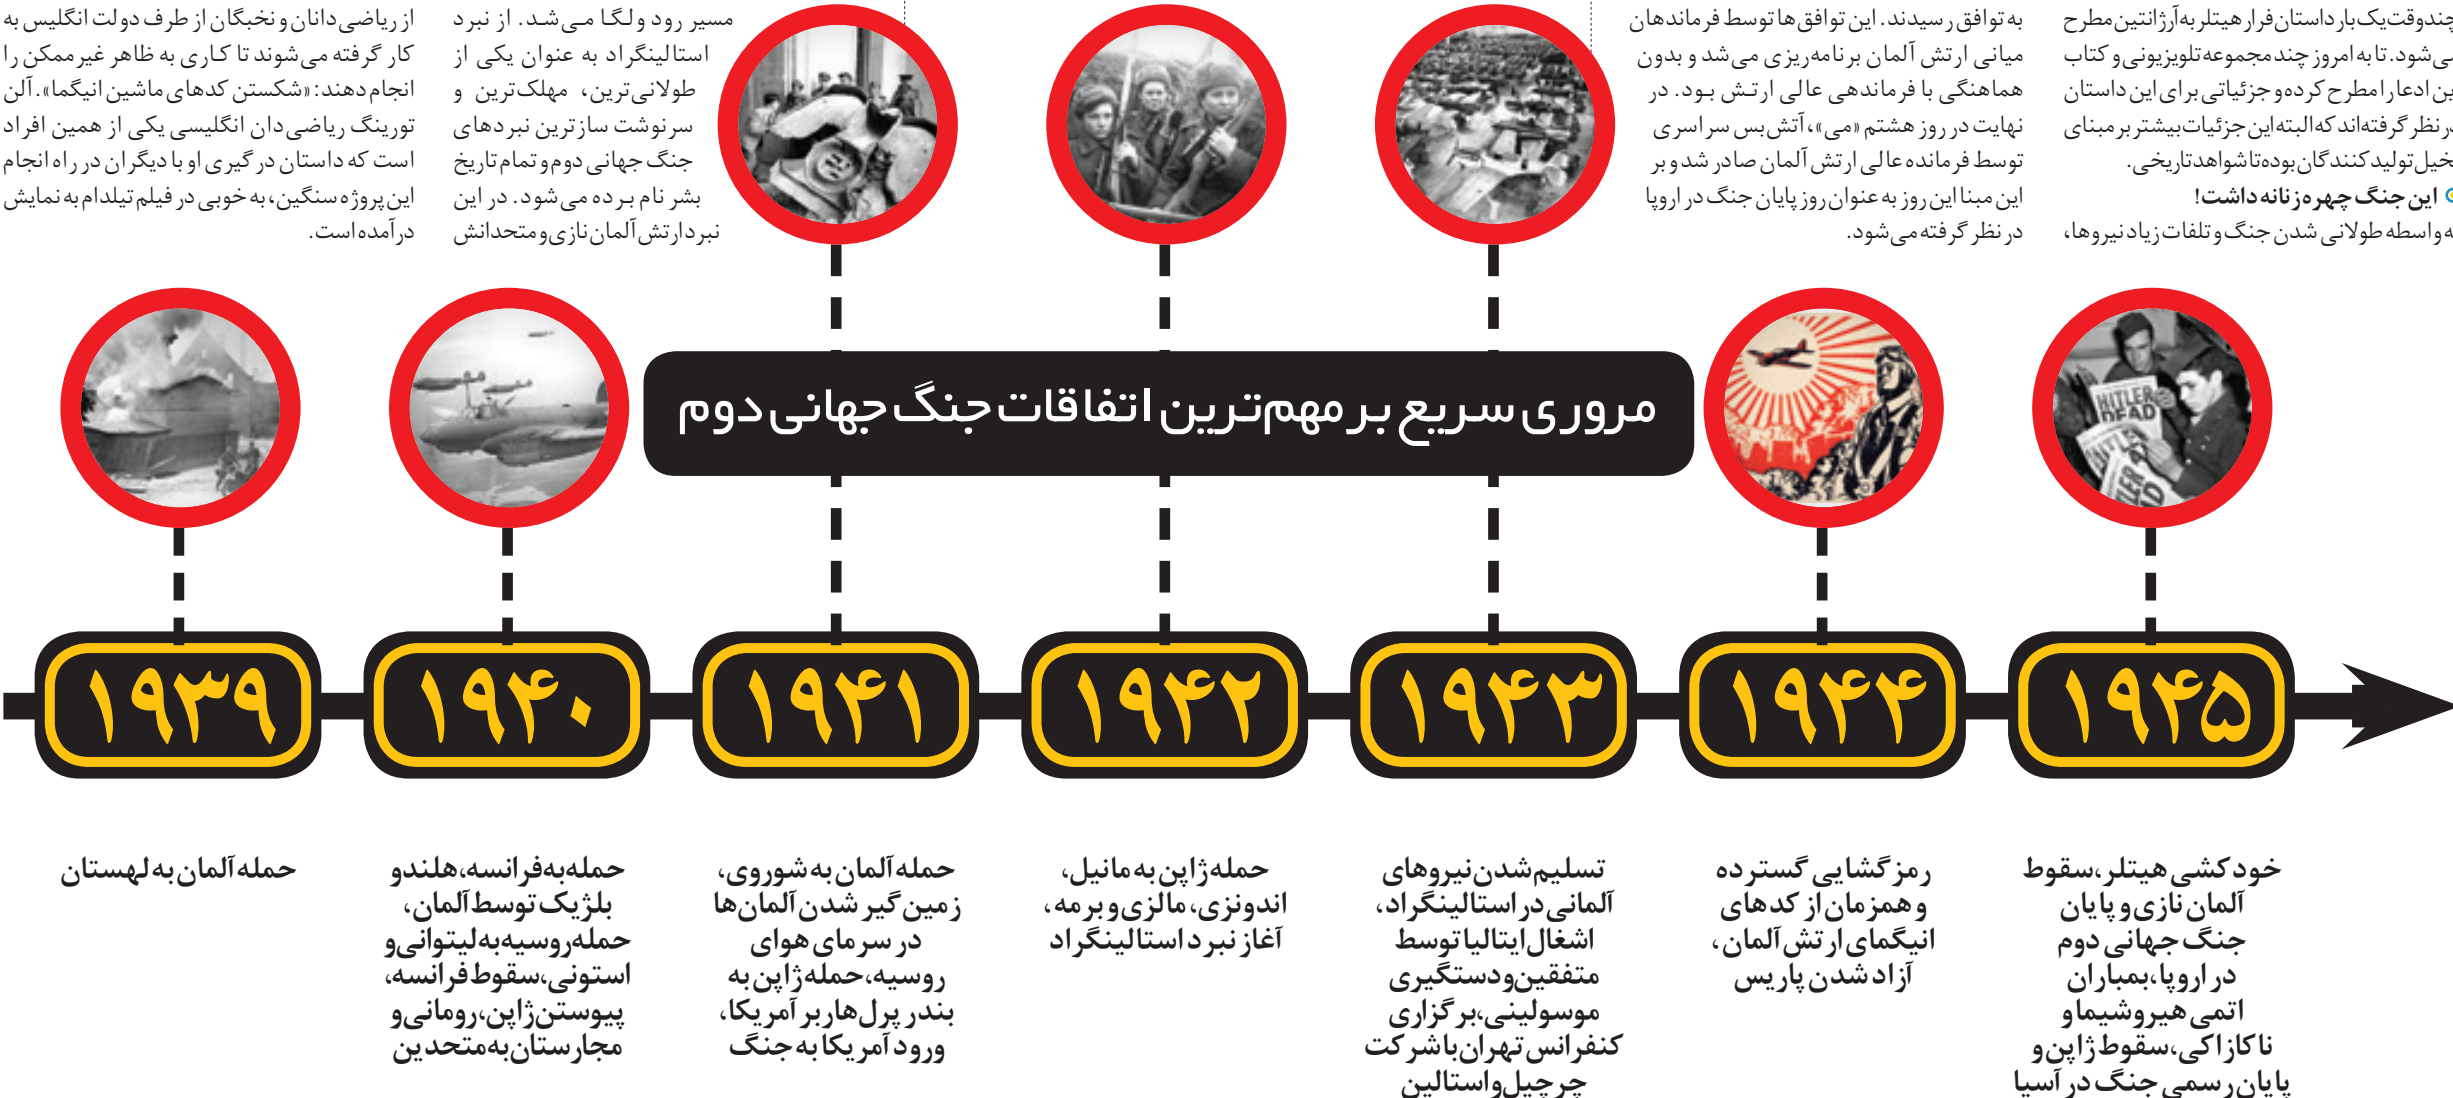 چندوقت یک بار داستان فرار هیتلر به آرژانتین مطرح
می‌شود. تا به امروز چند مجموعه تلویزیونی و کتاب
این ادعا را مطرح کرده و جزئیاتی برای این داستان
در نظر گرفته‌اند که البته این جزئیات بیشتر بر مبنای
تخیل تولیدکنندگان بوده تا شواهد تاریخی.
این جنگ چهره زنانه داشت!
به واسطه طولانی شدن جنگ و تلفات زیاد نیروها،
به توافق رسیدند. این توافق‌ها توسط فرماندهان
میانی ارتش آلمان برنامه‌ریزی می‌شد و بدون
هماهنگی با فرماندهی عالی ارتش بود. در
نهایت در روز هشتم «می»، آتش‌بس سراسری
توسط فرمانده عالی ارتش آلمان صادر شد و بر
این مبنا این روز به عنوان روز پایان جنگ در اروپا
در نظر گرفته می‌شود.
مسیر رود ولگا می‌شد. از نبرد
استالینگراد به عنوان یکی از
طولانی‌ترین، مهلک‌ترین و
سرنوشت سازترین نبردهای
جنگ جهانی دوم و تمام تاریخ
بشر نام برده می‌شود. در این
نبرد ارتش آلمان نازی و متحدانش
از ریاضی‌دانان و نخبگان از طرف دولت انگلیس به
کار گرفته می‌شوند تا کاری به ظاهر غیرممکن را
انجام دهند: «شکستن کدهای ماشین انیگما». آلن
تورینگ ریاضی‌دان انگلیسی یکی از همین افراد
است که داستان درگیری او با دیگران در راه انجام
این پروژه سنگین، به خوبی در فیلم تیلدام به نمایش
درآمده است.
مروری سریع بر مهم‌ترین اتفاقات جنگ جهانی دوم
HITLER
DEAD
۱۹۳۹
حمله آلمان به لهستان
۱۹۴۰
حمله به فرانسه، هلند و
بلژیک توسط آلمان،
حمله روسیه به لیتوانی و
استونی، سقوط فرانسه،
پیوستن ژاپن، رومانی و
مجارستان به متحدین
۱۹۴۱
حمله آلمان به شوروی،
زمین‌گیر شدن آلمان‌ها
در سرمای هوای
روسیه، حمله ژاپن به
بندر پرل هاربر آمریکا،
ورود آمریکا به جنگ
۱۹۴۲
حمله ژاپن به مانیل،
اندونزی، مالزی و برمه،
آغاز نبرد استالینگراد
۱۹۴۳
تسلیم شدن نیروهای
آلمانی در استالینگراد،
اشغال ایتالیا توسط
متفقین و دستگیری
موسولینی، برگزاری
کنفرانس تهران با شرکت
چرچیل و استالین
۱۹۴۴
رمزگشایی گسترده
و همزمان از کدهای
انیگمای ارتش آلمان،
آزاد شدن پاریس
۱۹۴۵
خودکشی هیتلر، سقوط
آلمان نازی و پایان
جنگ جهانی دوم
در اروپا، بمباران
اتمی هیروشیما و
ناکازاکی، سقوط ژاپن و
پایان رسمی جنگ در آسیا